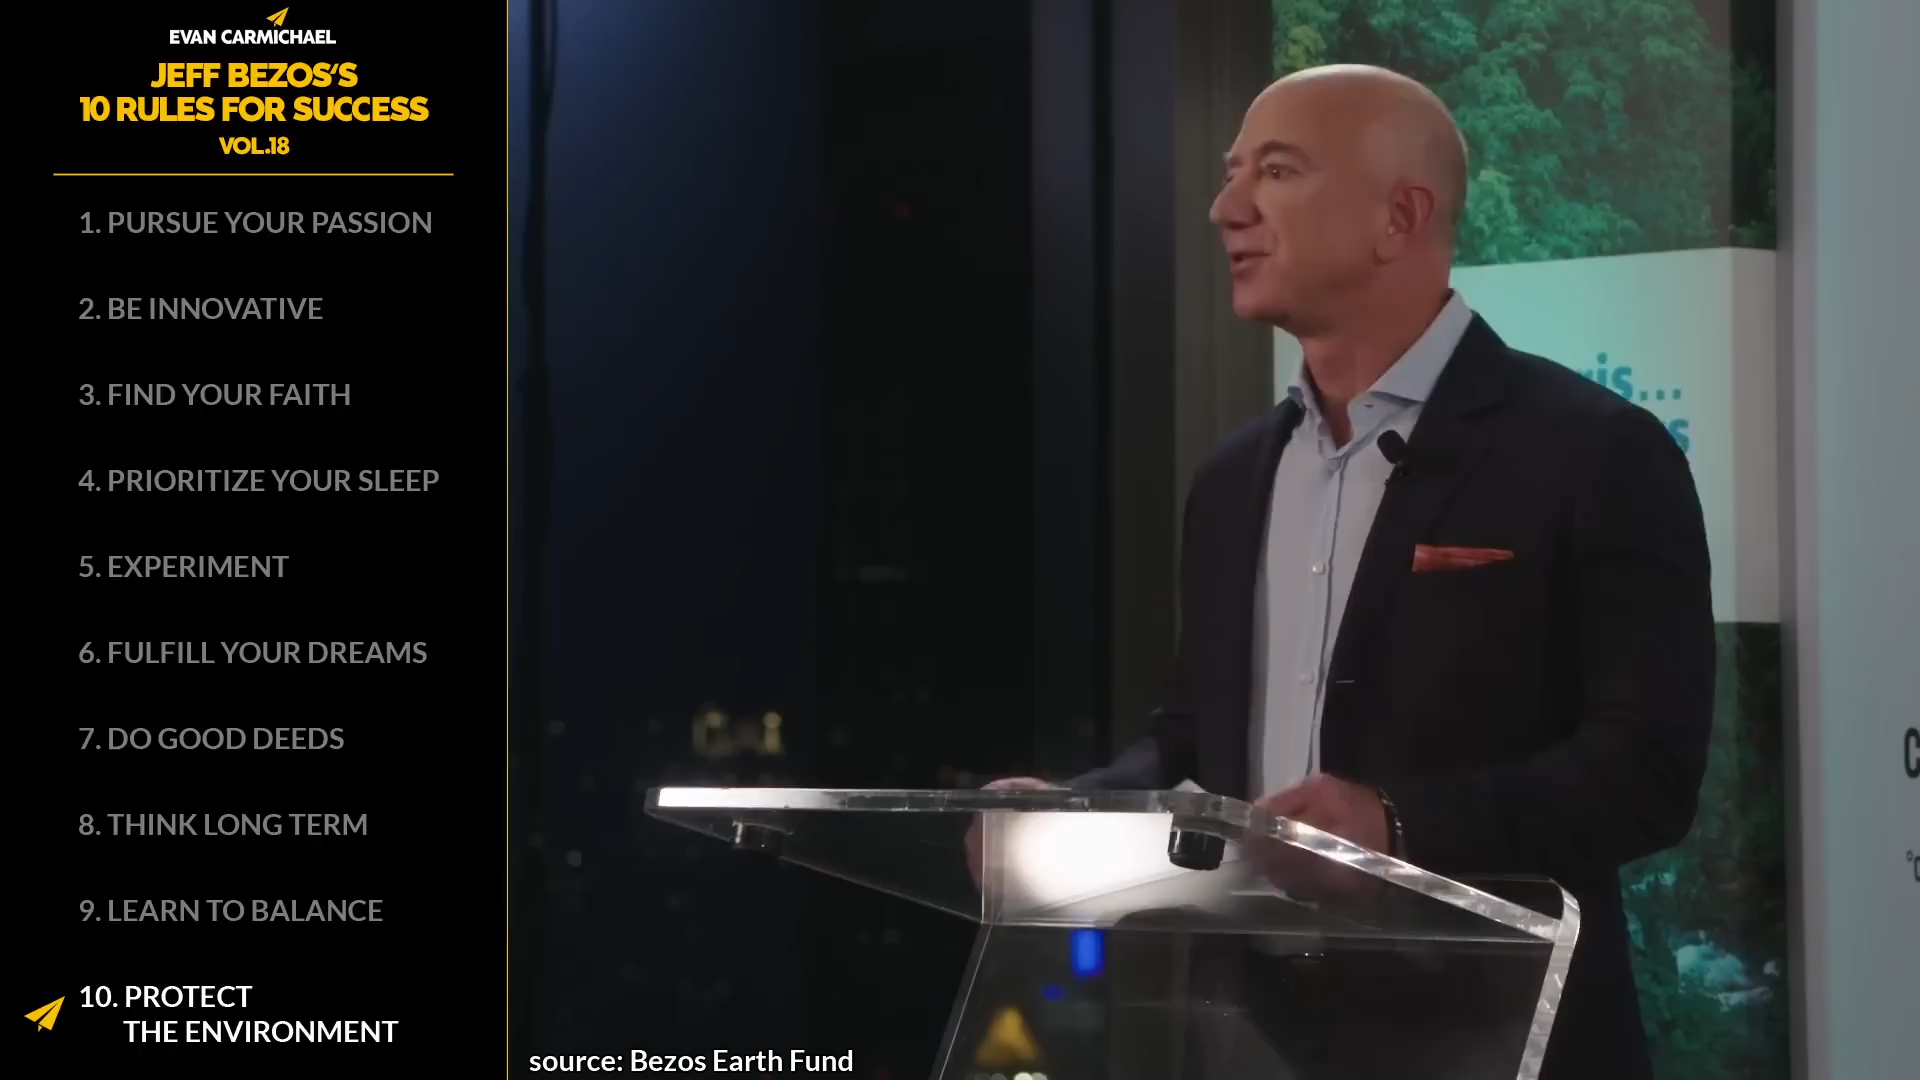 EVAN CARMICHAEL
JEFF BEZOS'S
10 RULES FOR SUCCESS
VOL.18
1. PURSUE YOUR PASSION
2. BE INNOVATIVE
3. FIND YOUR FAITH
4. PRIORITIZE YOUR SLEEP
5. EXPERIMENT
6. FULFILL YOUR DREAMS
7. DO GOOD DEEDS
8. THINK LONG TERM
9. LEARN TO BALANCE
10. PROTECT
THE ENVIRONMENT
source: Bezos Earth Fund